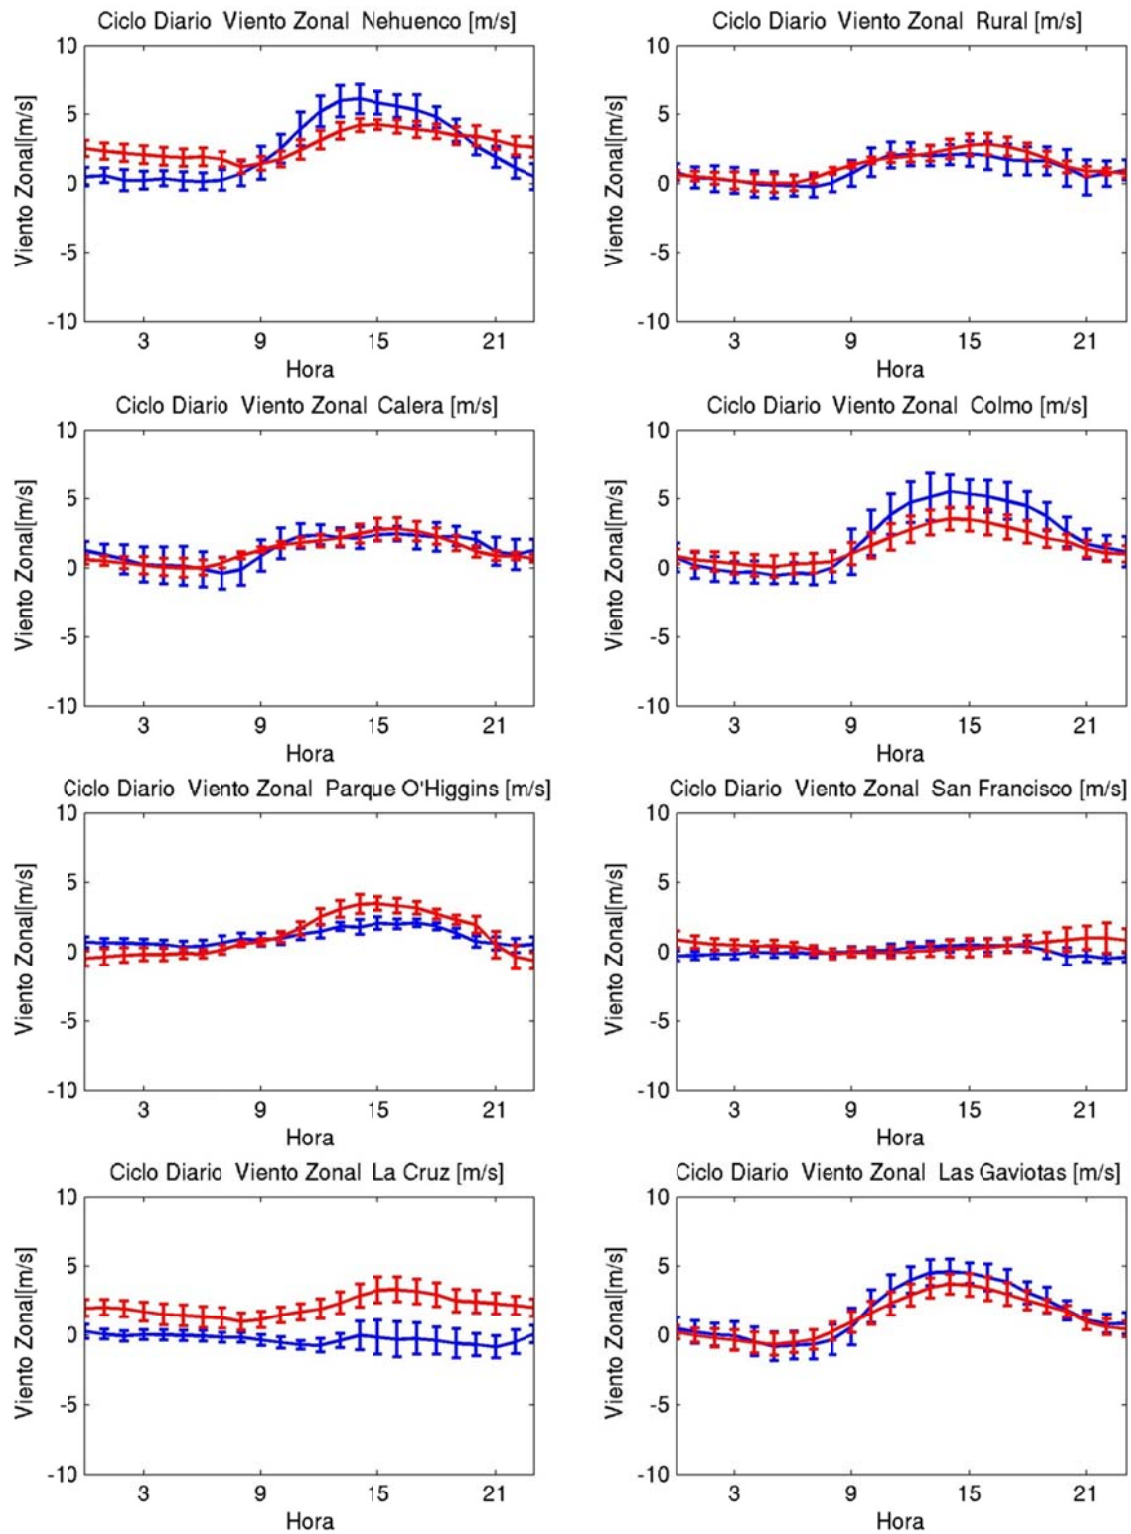 Ciclo Diario Viento Zonal Nehuenco [m/s]
10
5
0
-5
-10
Viento Zonal[m/s]
3 9 15 21
Hora
Ciclo Diario Viento Zonal Rural [m/s]
10
5
0
-5
-10
Viento Zonal[m/s]
3 9 15 21
Hora
Ciclo Diario Viento Zonal Calera [m/s]
10
5
0
-5
-10
Viento Zonal[m/s]
3 9 15 21
Hora
Ciclo Diario Viento Zonal Colmo [m/s]
10
5
0
-5
-10
Viento Zonal[m/s]
3 9 15 21
Hora
Ciclo Diario Viento Zonal Parque O'Higgins [m/s]
10
5
0
-5
-10
Viento Zonal[m/s]
3 9 15 21
Hora
Ciclo Diario Viento Zonal San Francisco [m/s]
10
5
0
-5
-10
Viento Zonal[m/s]
3 9 15 21
Hora
Ciclo Diario Viento Zonal La Cruz [m/s]
10
5
0
-5
-10
Viento Zonal[m/s]
3 9 15 21
Hora
Ciclo Diario Viento Zonal Las Gaviotas [m/s]
10
5
0
-5
-10
Viento Zonal[m/s]
3 9 15 21
Hora